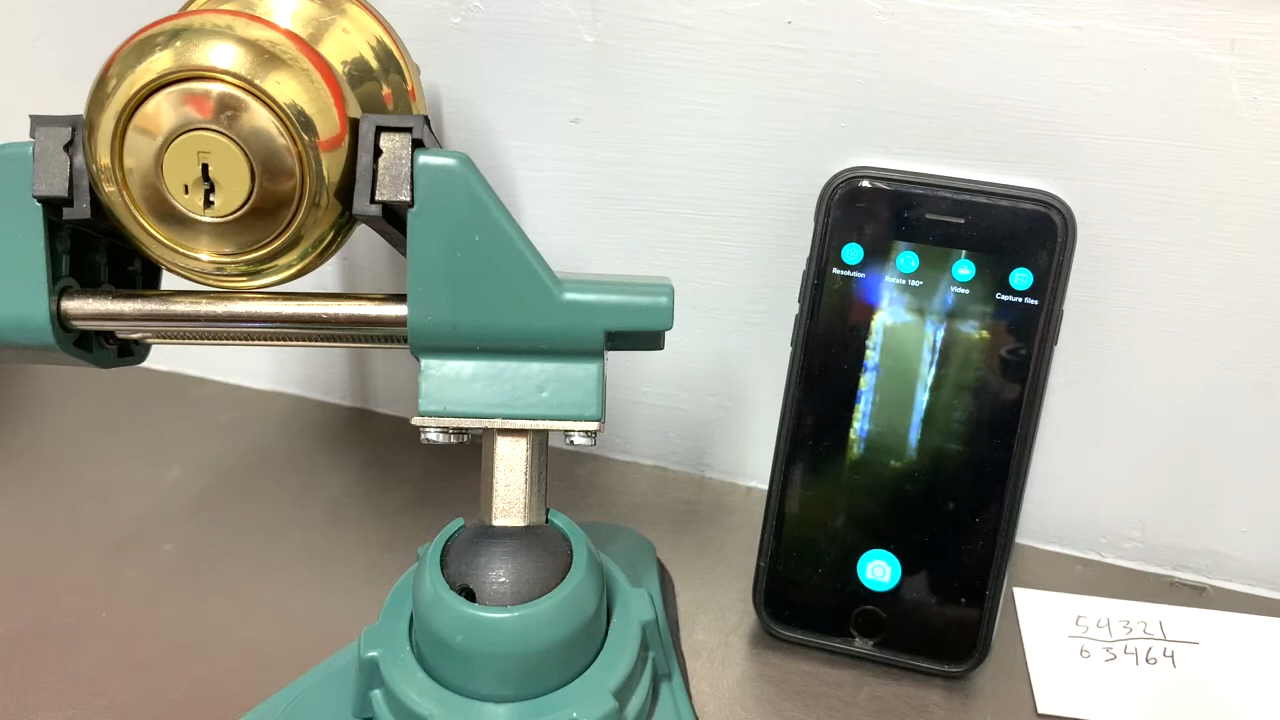 Resolution
Rotate 180°
Video
Capture files
54321
63464